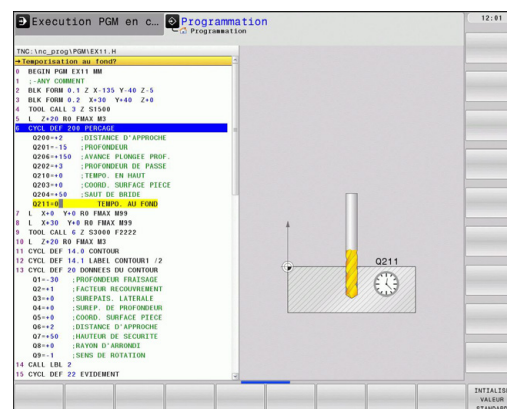 Execution PGM en c...
Programmation
Programmation
12:01
TNC:\nc_prog\PGM\EX11.H
→Temporisation au fond?
0 BEGIN PGM EX11 MM
1 ;-ANY COMMENT
2 BLK FORM 0.1 Z X-135 Y-40 Z-5
3 BLK FORM 0.2 X+30 Y+40 Z+0
4 TOOL CALL 3 Z S1500
5 L Z+20 R0 FMAX M3
6 CYCL DEF 200 PERCAGE
Q200=+2 ;DISTANCE D'APPROCHE
Q201=-15 ;PROFONDEUR
Q206=+150 ;AVANCE PLONGEE PROF.
Q202=+3 ;PROFONDEUR DE PASSE
Q210=+0 ;TEMPO. EN HAUT
Q203=+0 ;COORD. SURFACE PIECE
Q204=+50 ;SAUT DE BRIDE
Q211=0 TEMPO. AU FOND
7 L X+0 Y+0 R0 FMAX M99
8 L X+30 Y+0 R0 FMAX M99
9 TOOL CALL 6 Z S3000 F2222
10 L Z+20 R0 FMAX M3
11 CYCL DEF 14.0 CONTOUR
12 CYCL DEF 14.1 LABEL CONTOUR1 /2
13 CYCL DEF 20 DONNEES DU CONTOUR
Q1=-30 ;PROFONDEUR FRAISAGE
Q2=+1 ;FACTEUR RECOUVREMENT
Q3=+0 ;SUREPAIS. LATERALE
Q4=+0 ;SUREP. DE PROFONDEUR
Q5=+0 ;COORD. SURFACE PIECE
Q6=+2 ;DISTANCE D'APPROCHE
Q7=+50 ;HAUTEUR DE SECURITE
Q8=+0 ;RAYON D'ARRONDI
Q9=-1 ;SENS DE ROTATION
14 CALL LBL 2
15 CYCL DEF 22 EVIDEMENT
Q211
INTIALISE
VALEUR
STANDARD